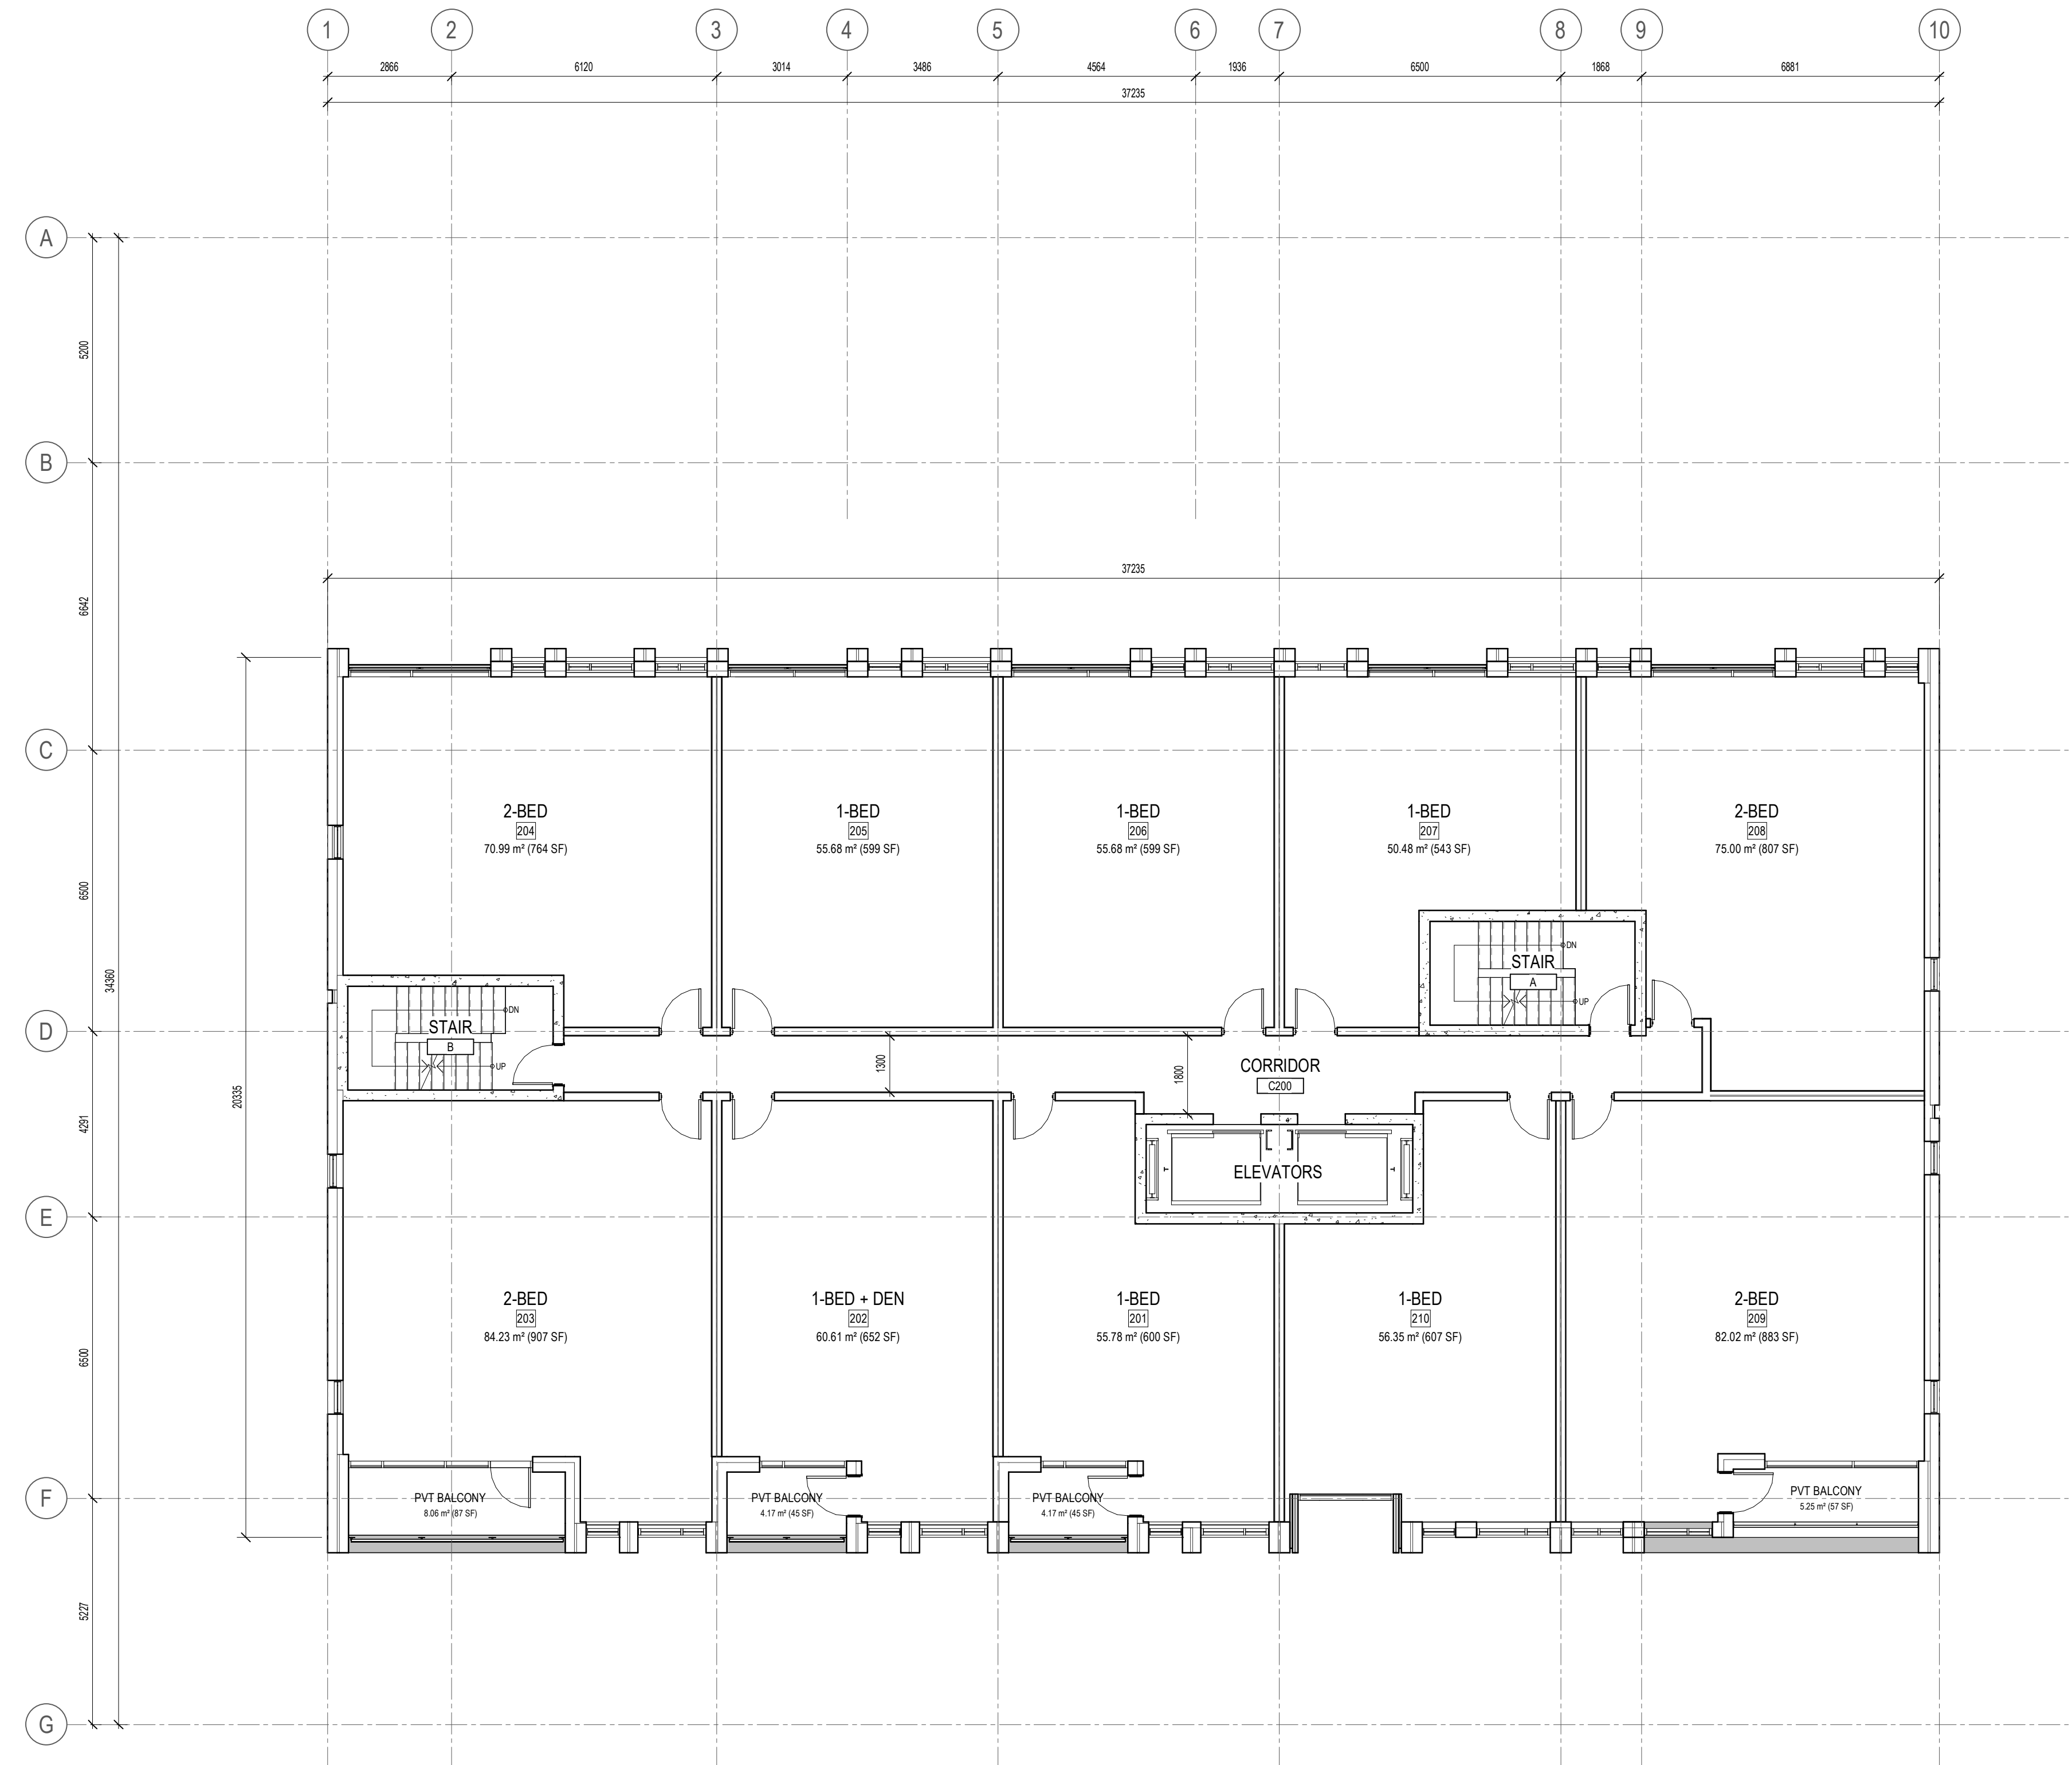 1 2 3 4 5 6 7 8 9 10
2866 6120 3014 3486 4564 1936 6500 1868 6881
37235
A
5200
B
37235
6642
C
2-BED
204
70.99 m² (764 SF)
1-BED
205
55.68 m² (599 SF)
1-BED
206
55.68 m² (599 SF)
1-BED
207
50.48 m² (543 SF)
2-BED
208
75.00 m² (807 SF)
6500
34360
DN
STAIR
A
UP
DN
STAIR
B
UP
D
20335
4291
1300
1800
CORRIDOR
C200
ELEVATORS
E
2-BED
203
84.23 m² (907 SF)
1-BED + DEN
202
60.61 m² (652 SF)
1-BED
201
55.78 m² (600 SF)
1-BED
210
56.35 m² (607 SF)
2-BED
209
82.02 m² (883 SF)
6500
F
PVT BALCONY
8.06 m² (87 SF)
PVT BALCONY
4.17 m² (45 SF)
PVT BALCONY
4.17 m² (45 SF)
PVT BALCONY
5.25 m² (57 SF)
5227
G